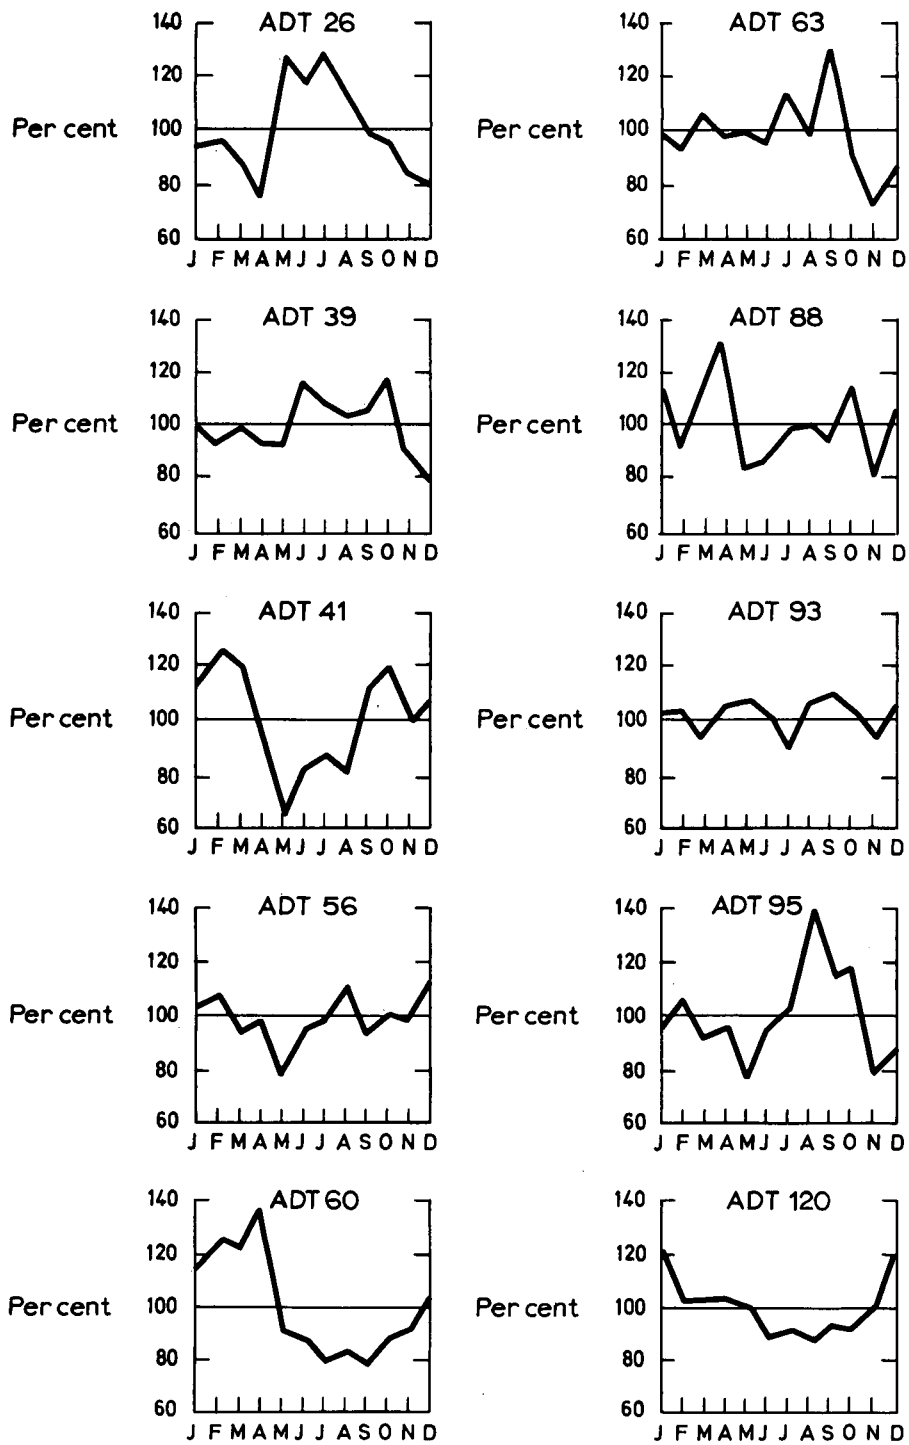 ADT 26
140
120
Per cent 100
80
60
J F M A M J J A S O N D
ADT 63
140
120
Per cent 100
80
60
J F M A M J J A S O N D
ADT 39
140
120
Per cent 100
80
60
J F M A M J J A S O N D
ADT 88
140
120
Per cent 100
80
60
J F M A M J J A S O N D
ADT 41
140
120
Per cent 100
80
60
J F M A M J J A S O N D
ADT 93
140
120
Per cent 100
80
60
J F M A M J J A S O N D
ADT 56
140
120
Per cent 100
80
60
J F M A M J J A S O N D
ADT 95
140
120
Per cent 100
80
60
J F M A M J J A S O N D
ADT 60
140
120
Per cent 100
80
60
J F M A M J J A S O N D
ADT 120
140
120
Per cent 100
80
60
J F M A M J J A S O N D